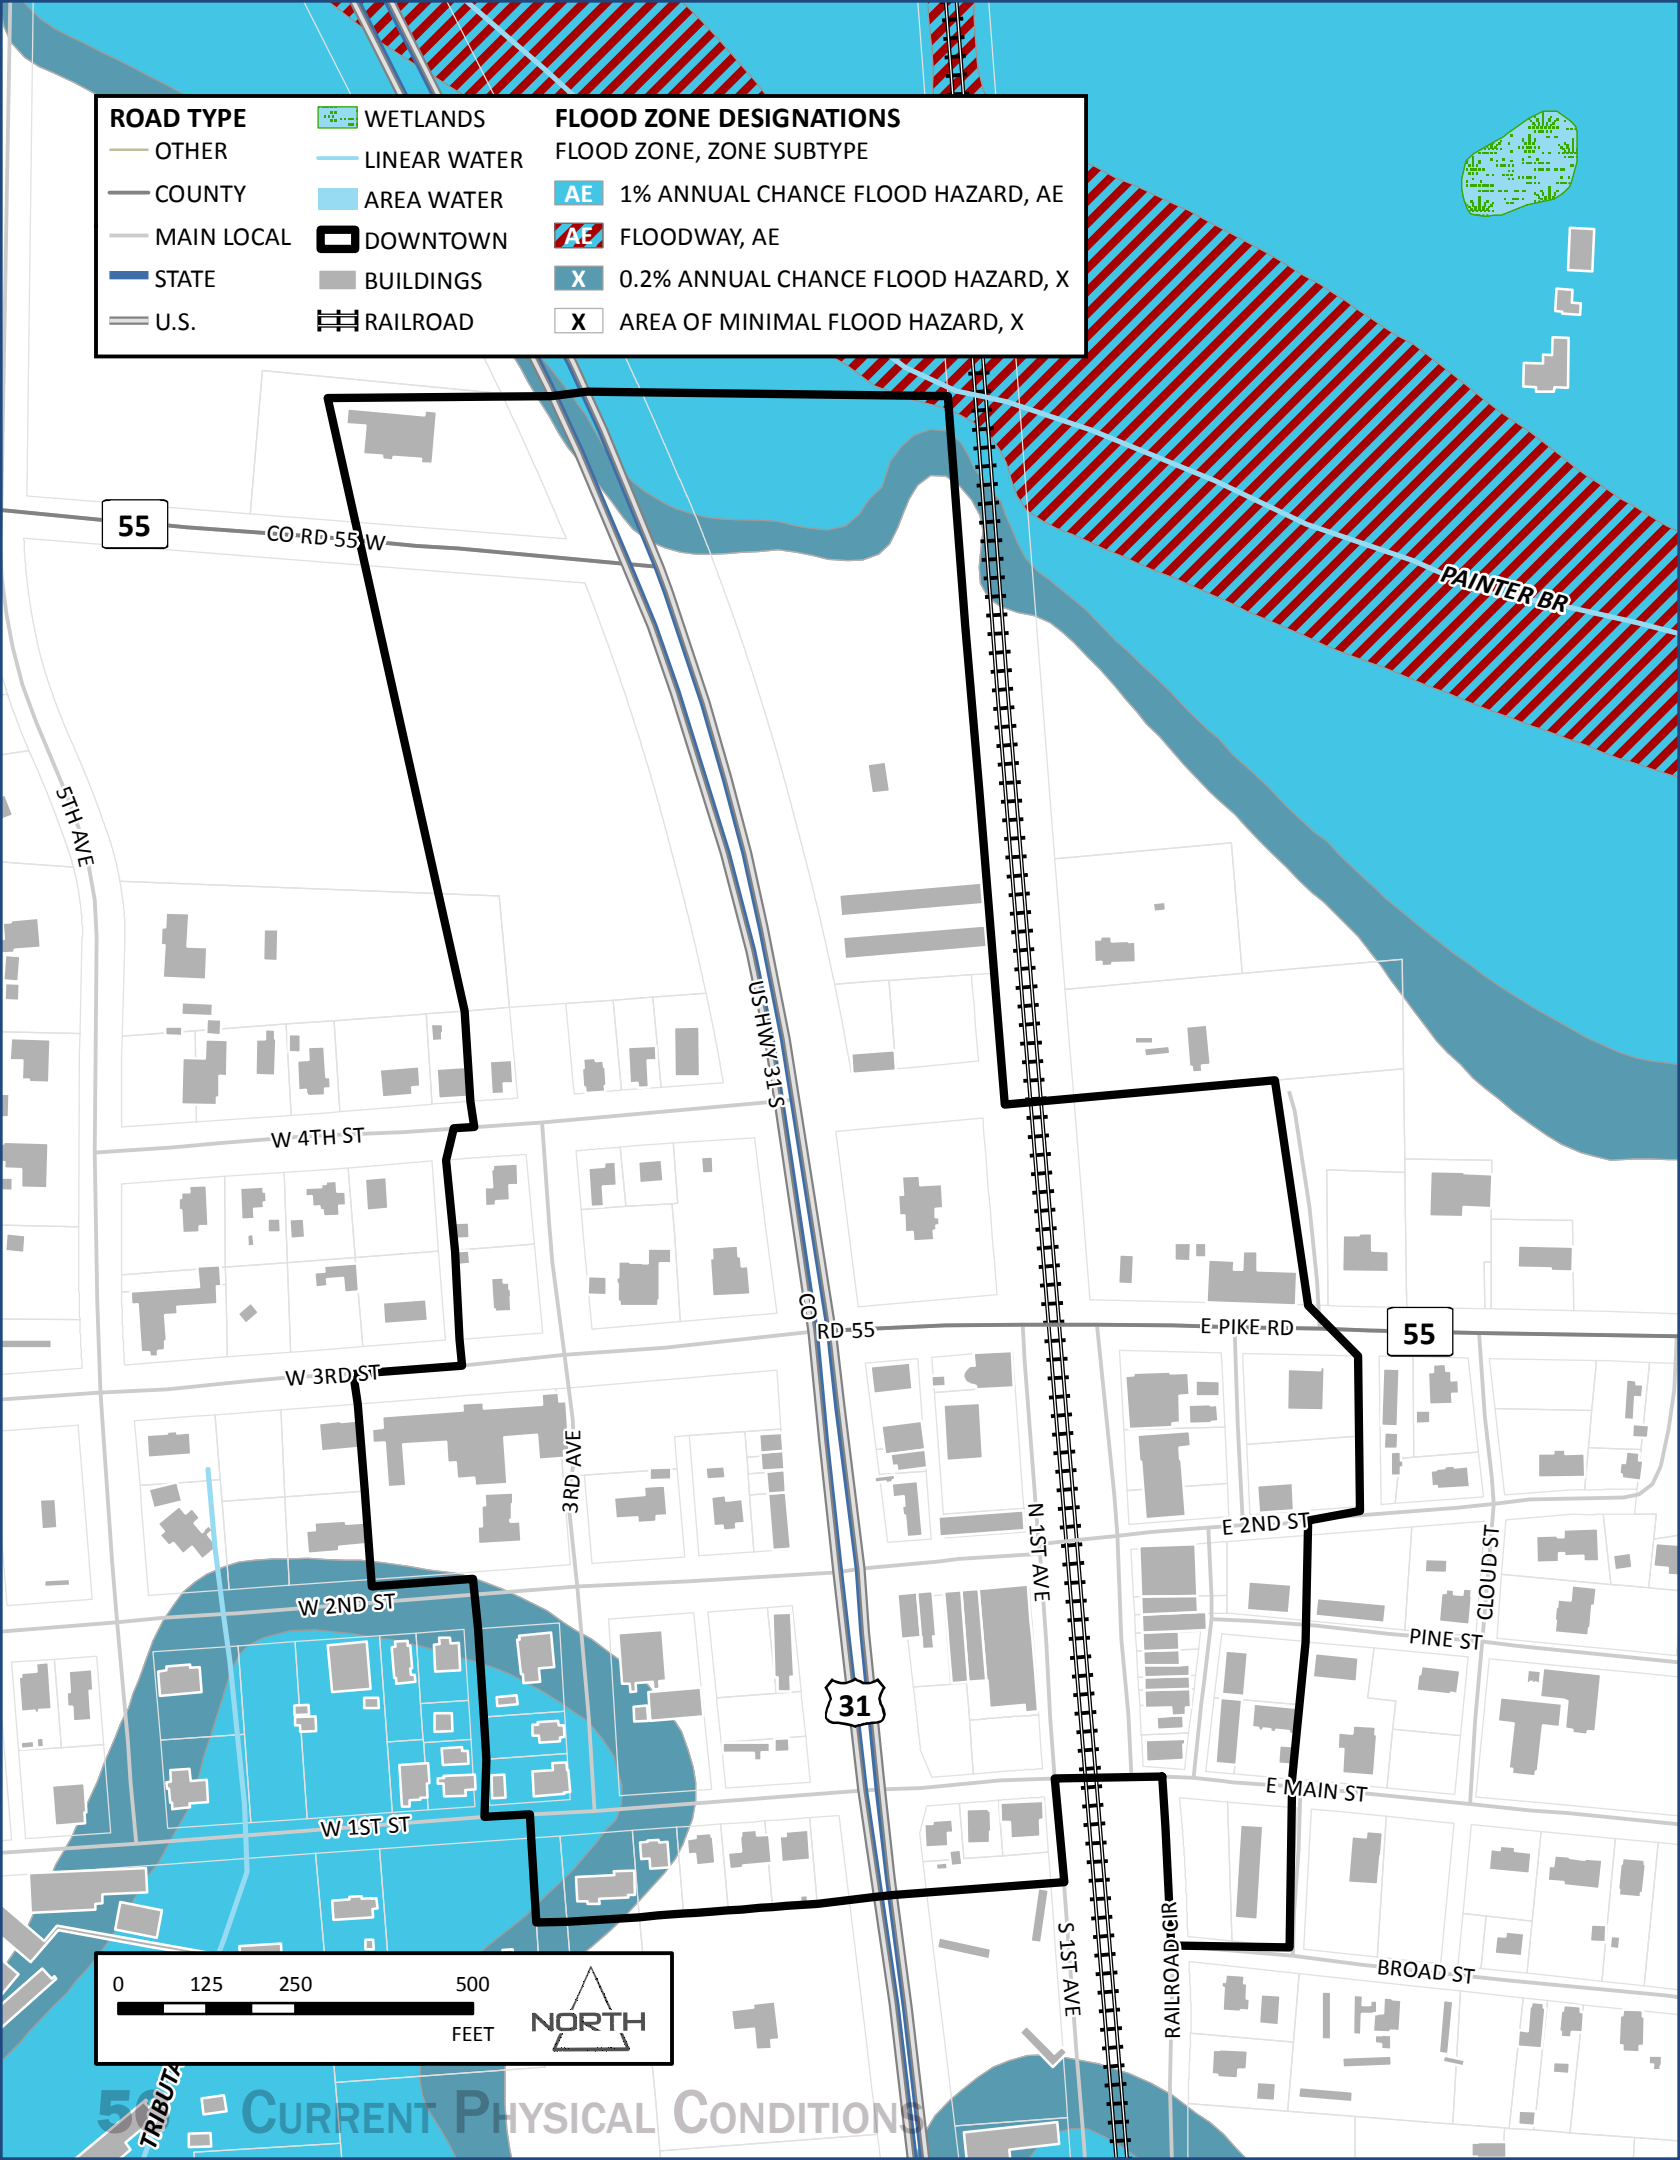 ROAD TYPE
OTHER
COUNTY
MAIN LOCAL
STATE
U.S.
WETLANDS
LINEAR WATER
AREA WATER
DOWNTOWN
BUILDINGS
RAILROAD
FLOOD ZONE DESIGNATIONS
FLOOD ZONE, ZONE SUBTYPE
AE 1% ANNUAL CHANCE FLOOD HAZARD, AE
AE FLOODWAY, AE
X 0.2% ANNUAL CHANCE FLOOD HAZARD, X
X AREA OF MINIMAL FLOOD HAZARD, X
55
CO RD 55 W
PAINTER BR
5TH AVE
US HWY 31 S
W 4TH ST
CO RD 55
E PIKE RD
55
W 3RD ST
3RD AVE
N 1ST AVE
E 2ND ST
CLOUD ST
W 2ND ST
PINE ST
31
E MAIN ST
W 1ST ST
S 1ST AVE
RAILROAD CIR
BROAD ST
0 125 250 500
FEET
NORTH
TRIBUTA
CURRENT PHYSICAL CONDITIONS